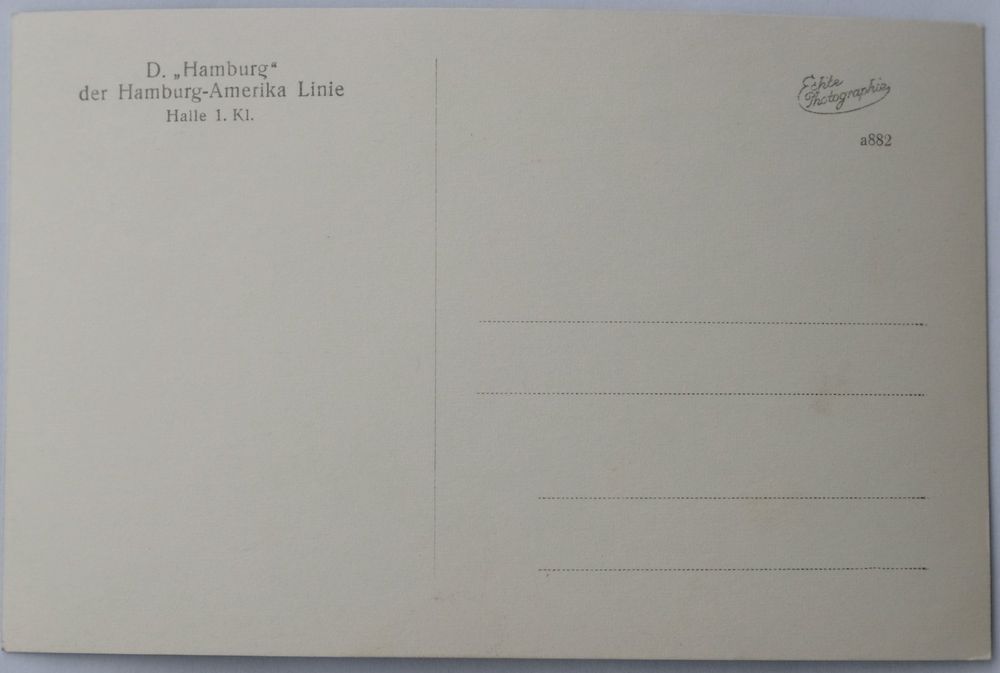 D. „Hamburg“
der Hamburg-Amerika Linie
Halle 1. Kl.
Echte
Photographie
a882